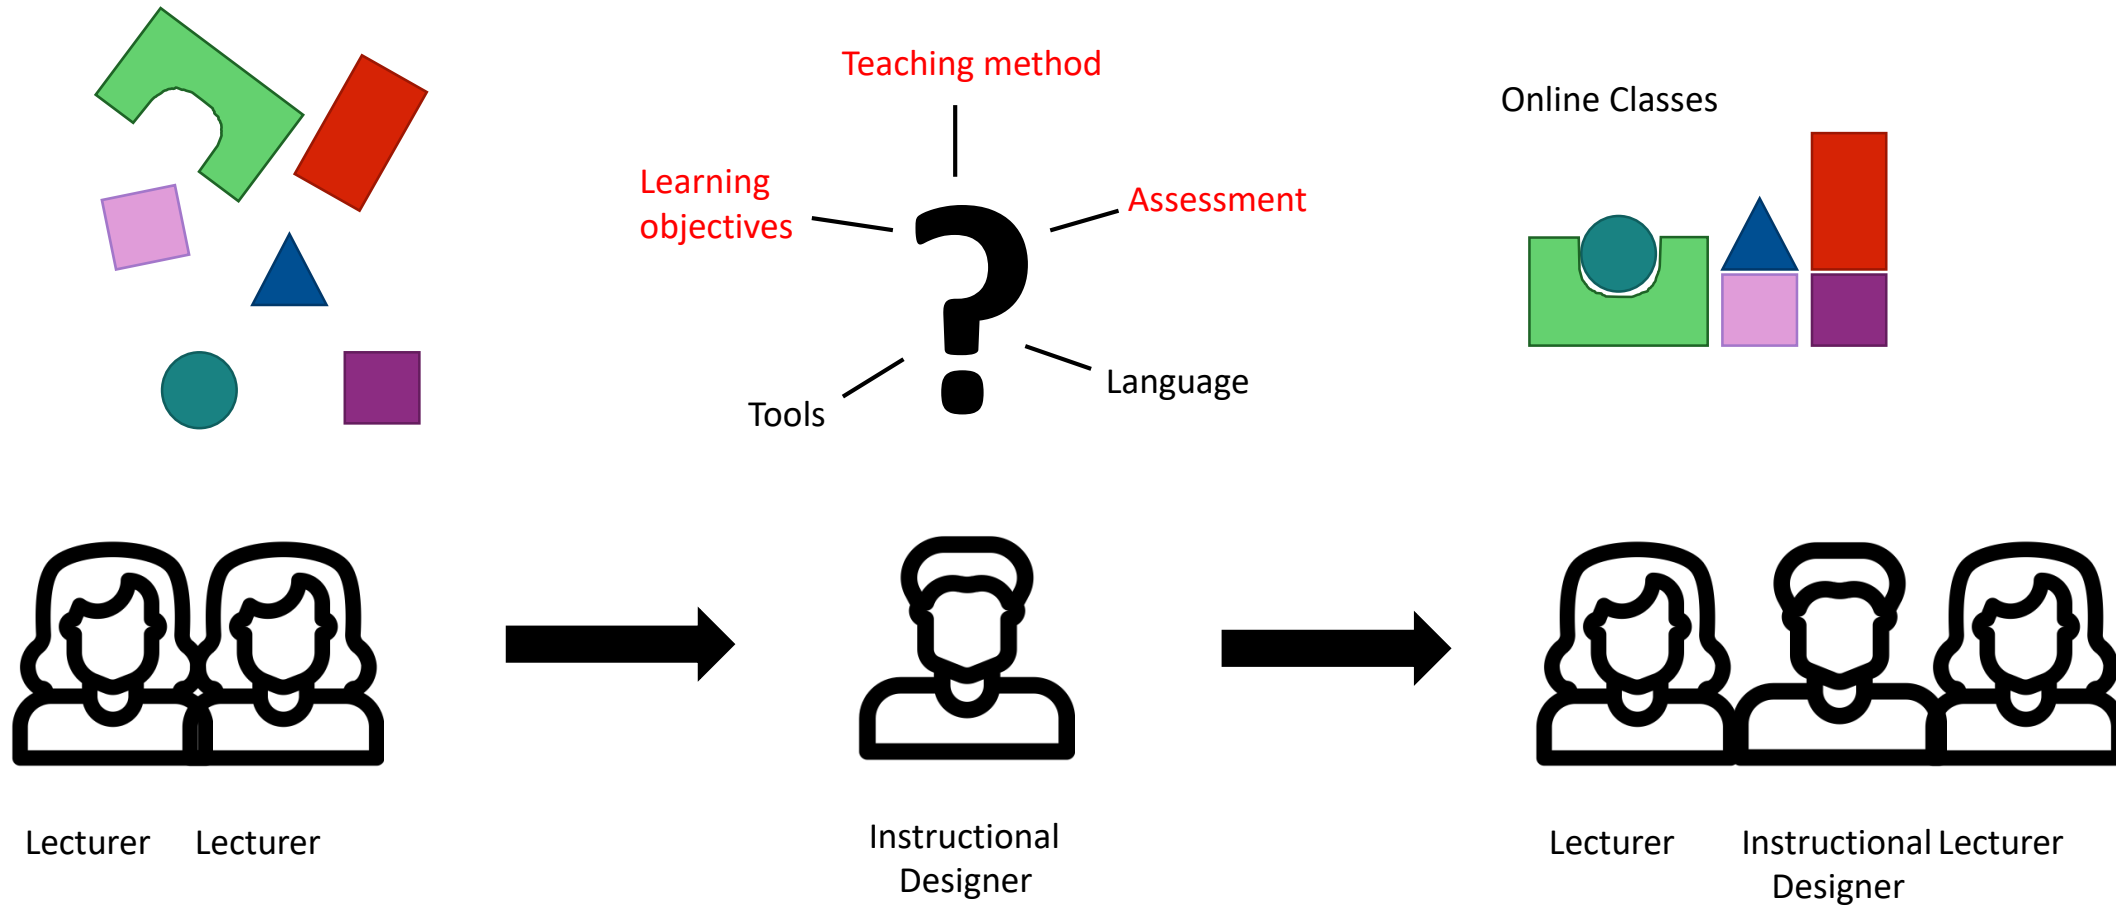 Teaching method
Online Classes
Learning
objectives
Assessment
?
Tools
Language
Lecturer
Lecturer
Instructional
Designer
Lecturer
Instructional
Designer
Lecturer